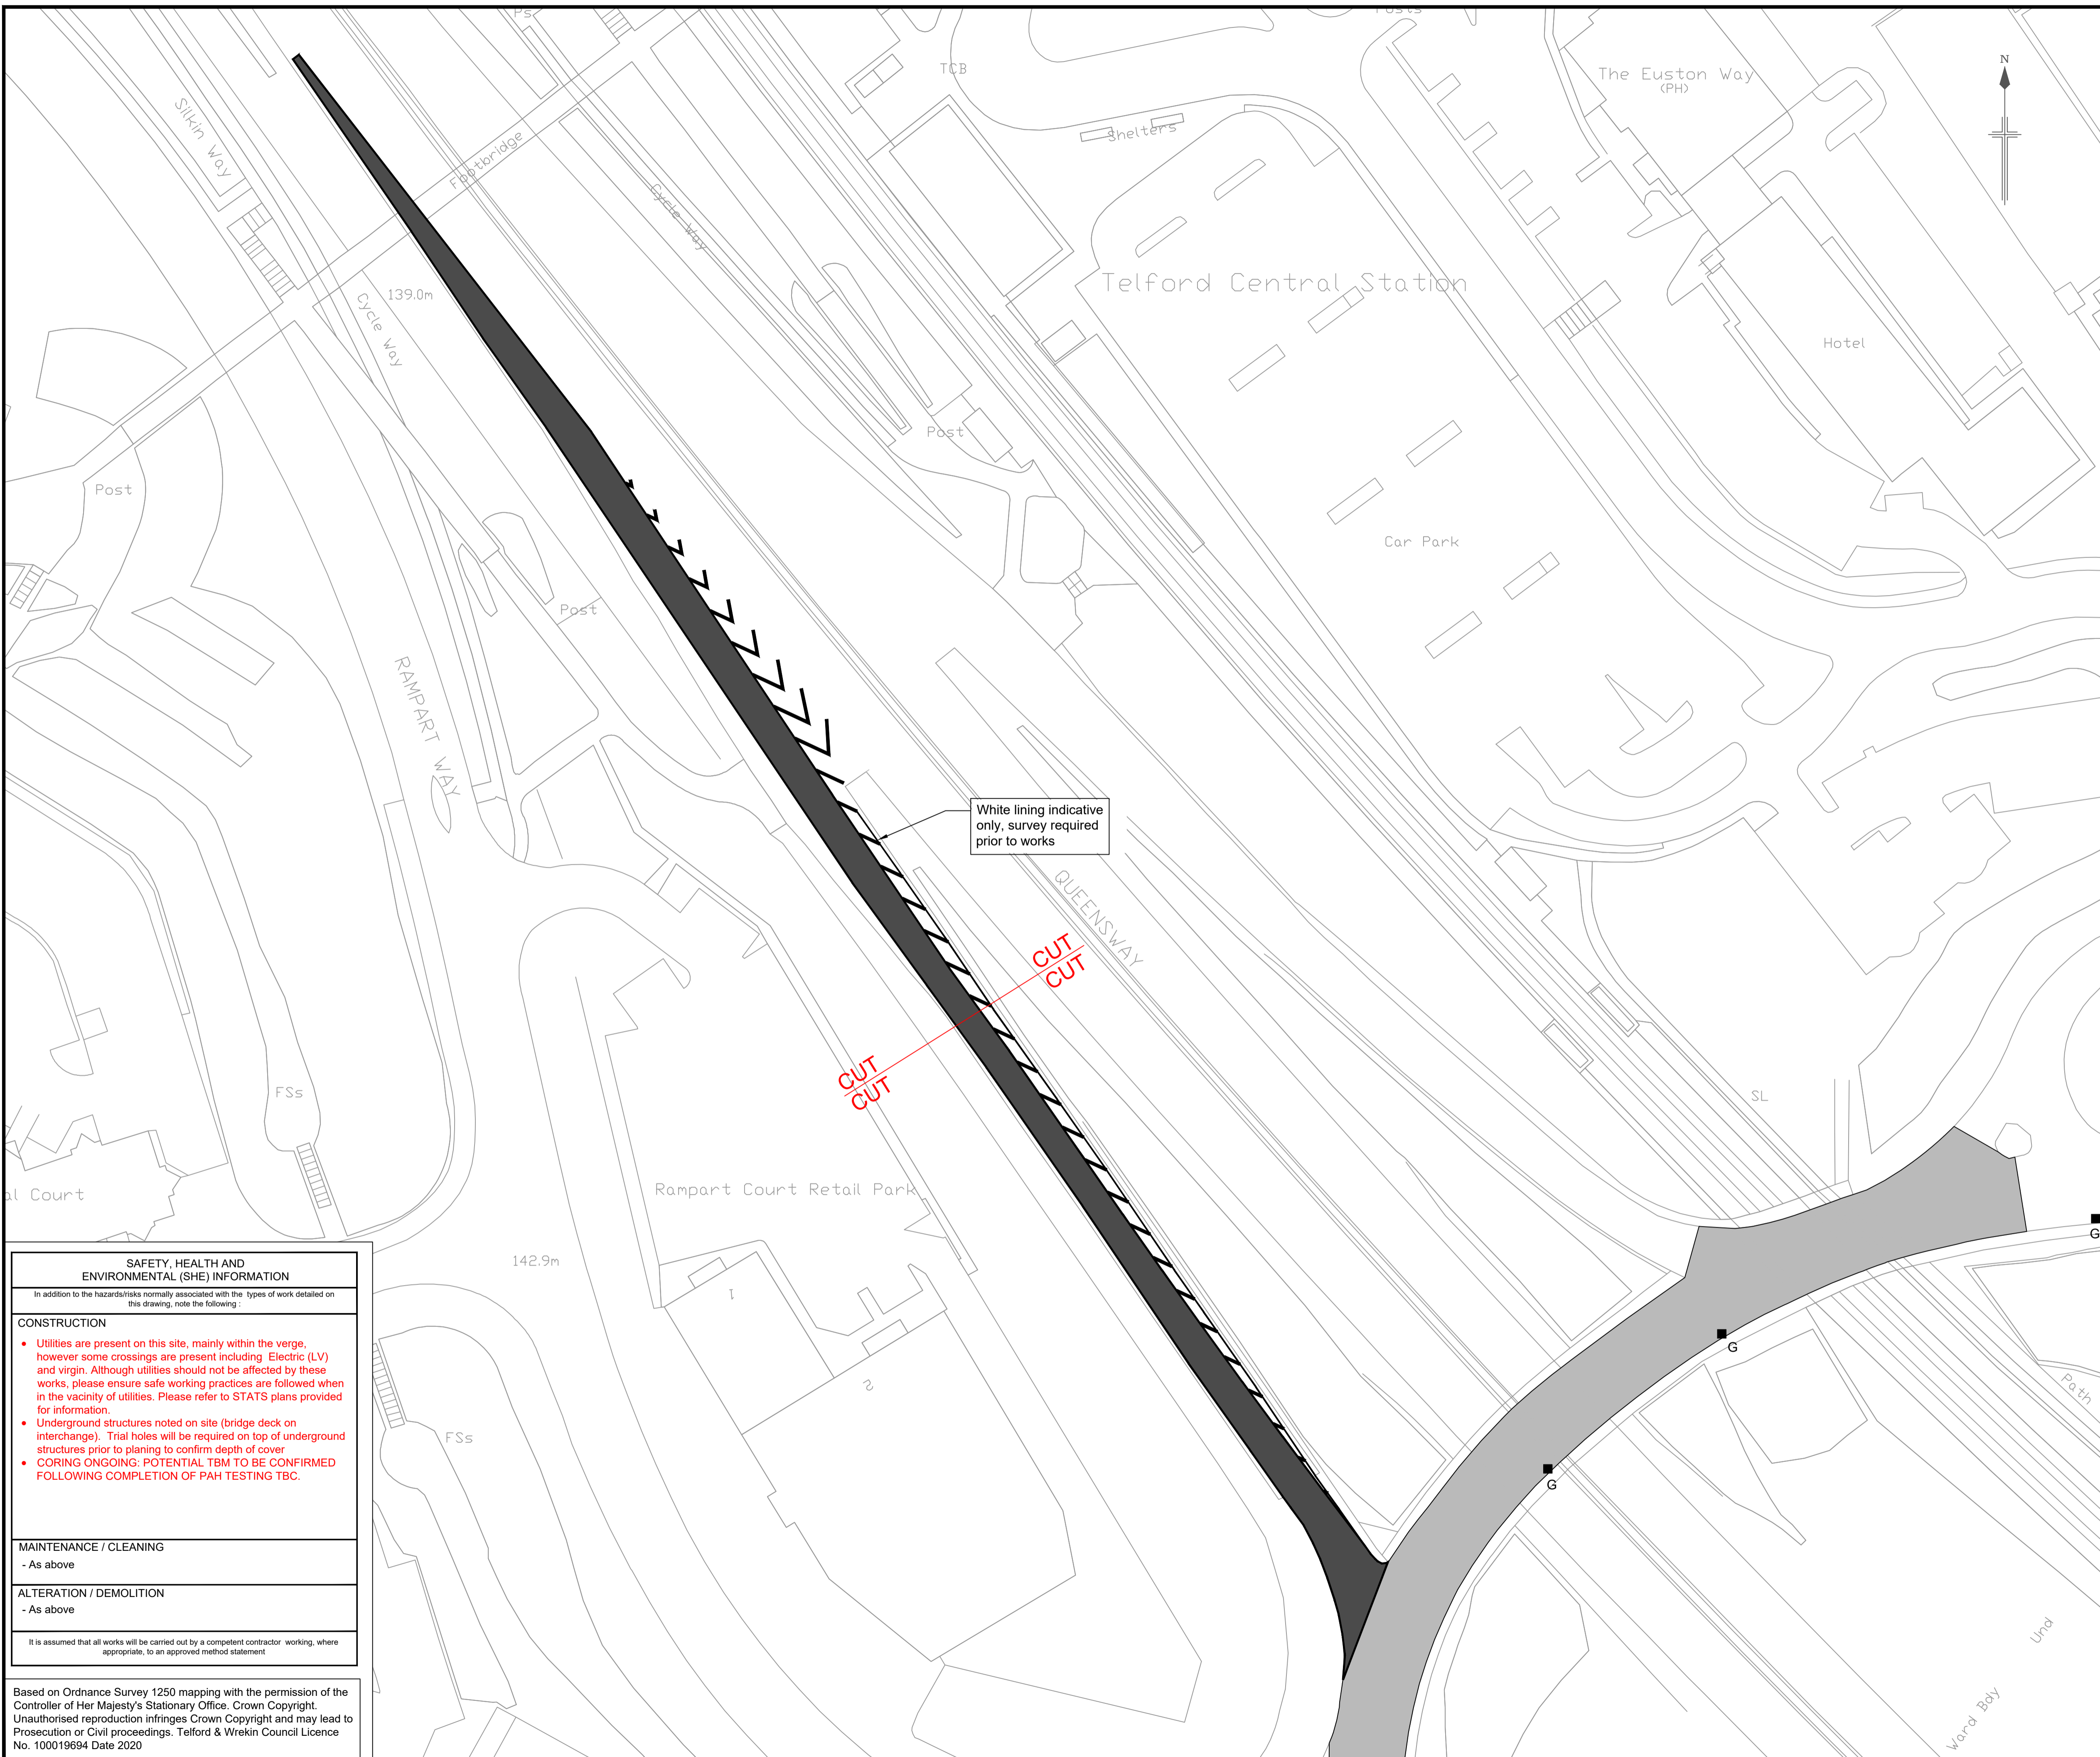 Ps
Posts
TCB
Shelters
The Euston Way
(PH)
N
Silkin Way
Footbridge
Cycle Way
139.0m
Cycle Way
Telford Central Station
Hotel
Post
Post
Car Park
Post
RAMPART WAY
White lining indicative
only, survey required
prior to works
QUEENSWAY
CUT
CUT
CUT
CUT
FSs
SL
al Court
Rampart Court Retail Park
142.9m
1
2
G
G
G
Path
FSs
Und
Ward Bdy
SAFETY, HEALTH AND
ENVIRONMENTAL (SHE) INFORMATION
In addition to the hazards/risks normally associated with the types of work detailed on
this drawing, note the following :
CONSTRUCTION
• Utilities are present on this site, mainly within the verge,
however some crossings are present including Electric (LV)
and virgin. Although utilities should not be affected by these
works, please ensure safe working practices are followed when
in the vacinity of utilities. Please refer to STATS plans provided
for information.
• Underground structures noted on site (bridge deck on
interchange). Trial holes will be required on top of underground
structures prior to planing to confirm depth of cover
• CORING ONGOING: POTENTIAL TBM TO BE CONFIRMED
FOLLOWING COMPLETION OF PAH TESTING TBC.
MAINTENANCE / CLEANING
- As above
ALTERATION / DEMOLITION
- As above
It is assumed that all works will be carried out by a competent contractor working, where
appropriate, to an approved method statement
Based on Ordnance Survey 1250 mapping with the permission of the
Controller of Her Majesty's Stationary Office. Crown Copyright.
Unauthorised reproduction infringes Crown Copyright and may lead to
Prosecution or Civil proceedings. Telford & Wrekin Council Licence
No. 100019694 Date 2020